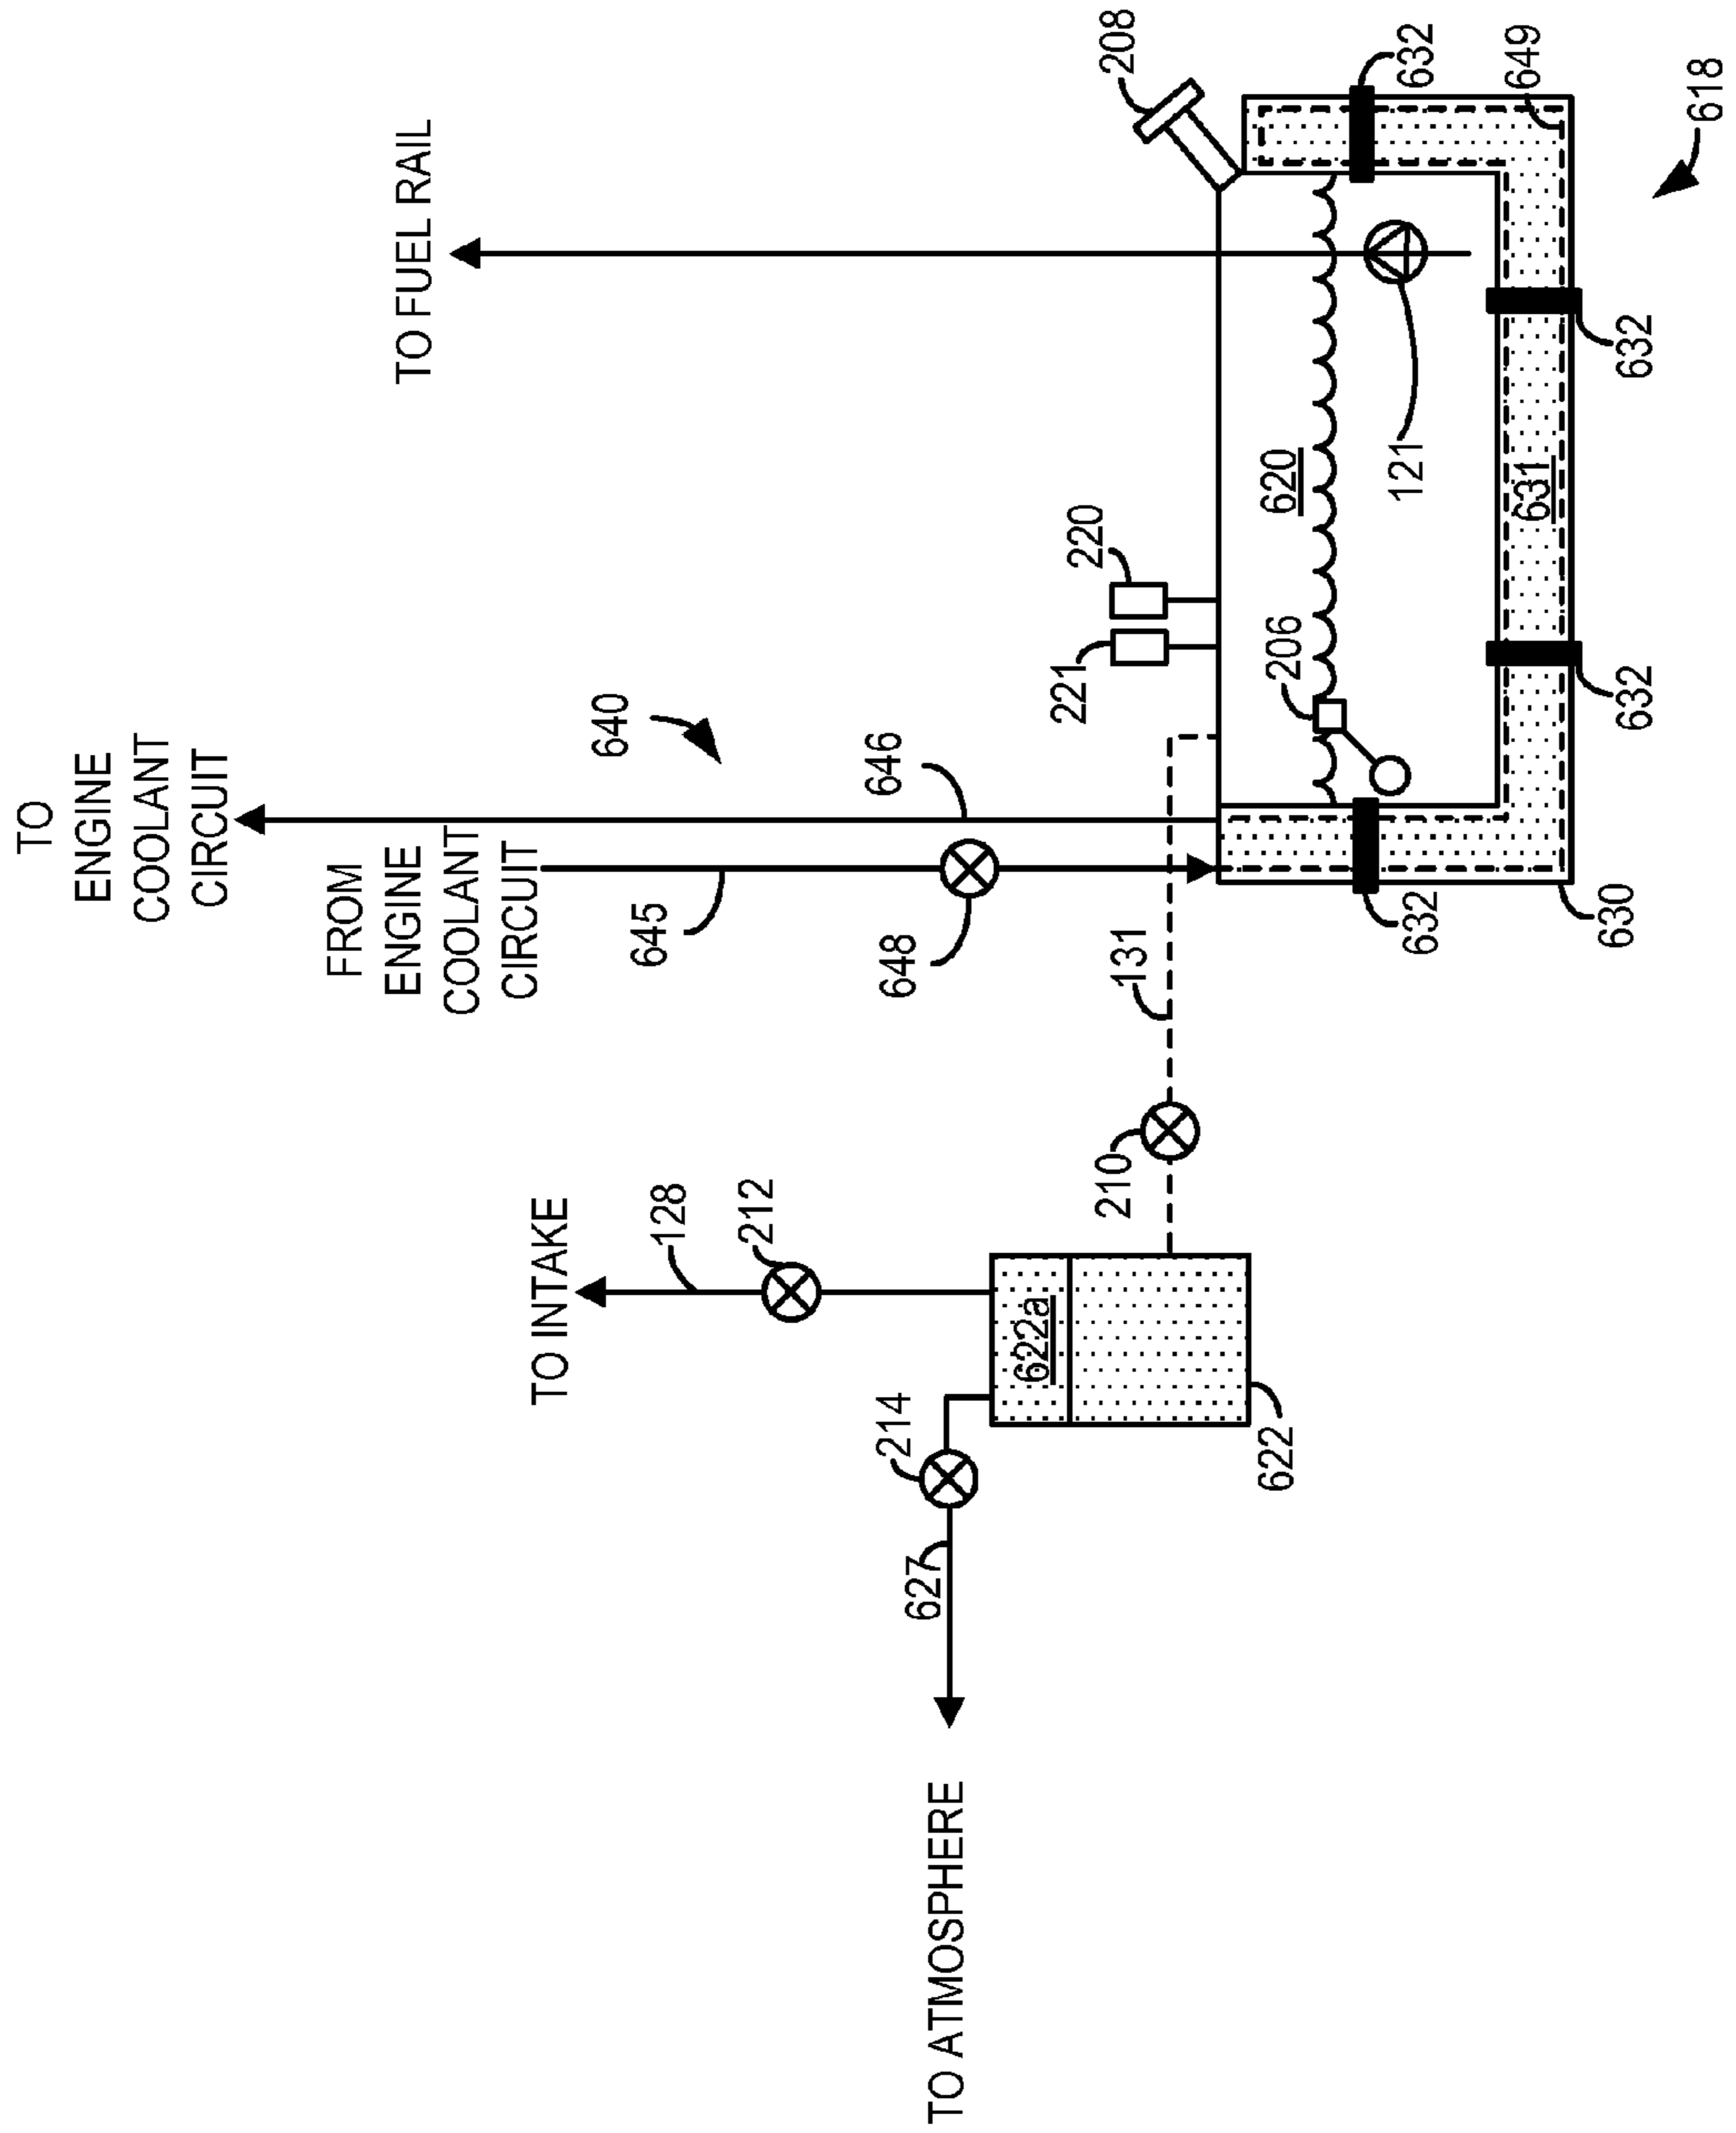 TO
ENGINE
COOLANT
CIRCUIT
FROM
ENGINE
COOLANT
CIRCUIT
TO FUEL RAIL
TO INTAKE
TO ATMOSPHERE
640
645
646
648
128
212
214
627
622a
622
210
131
221
220
208
620
206
121
632
632
632
632
631
649
630
618